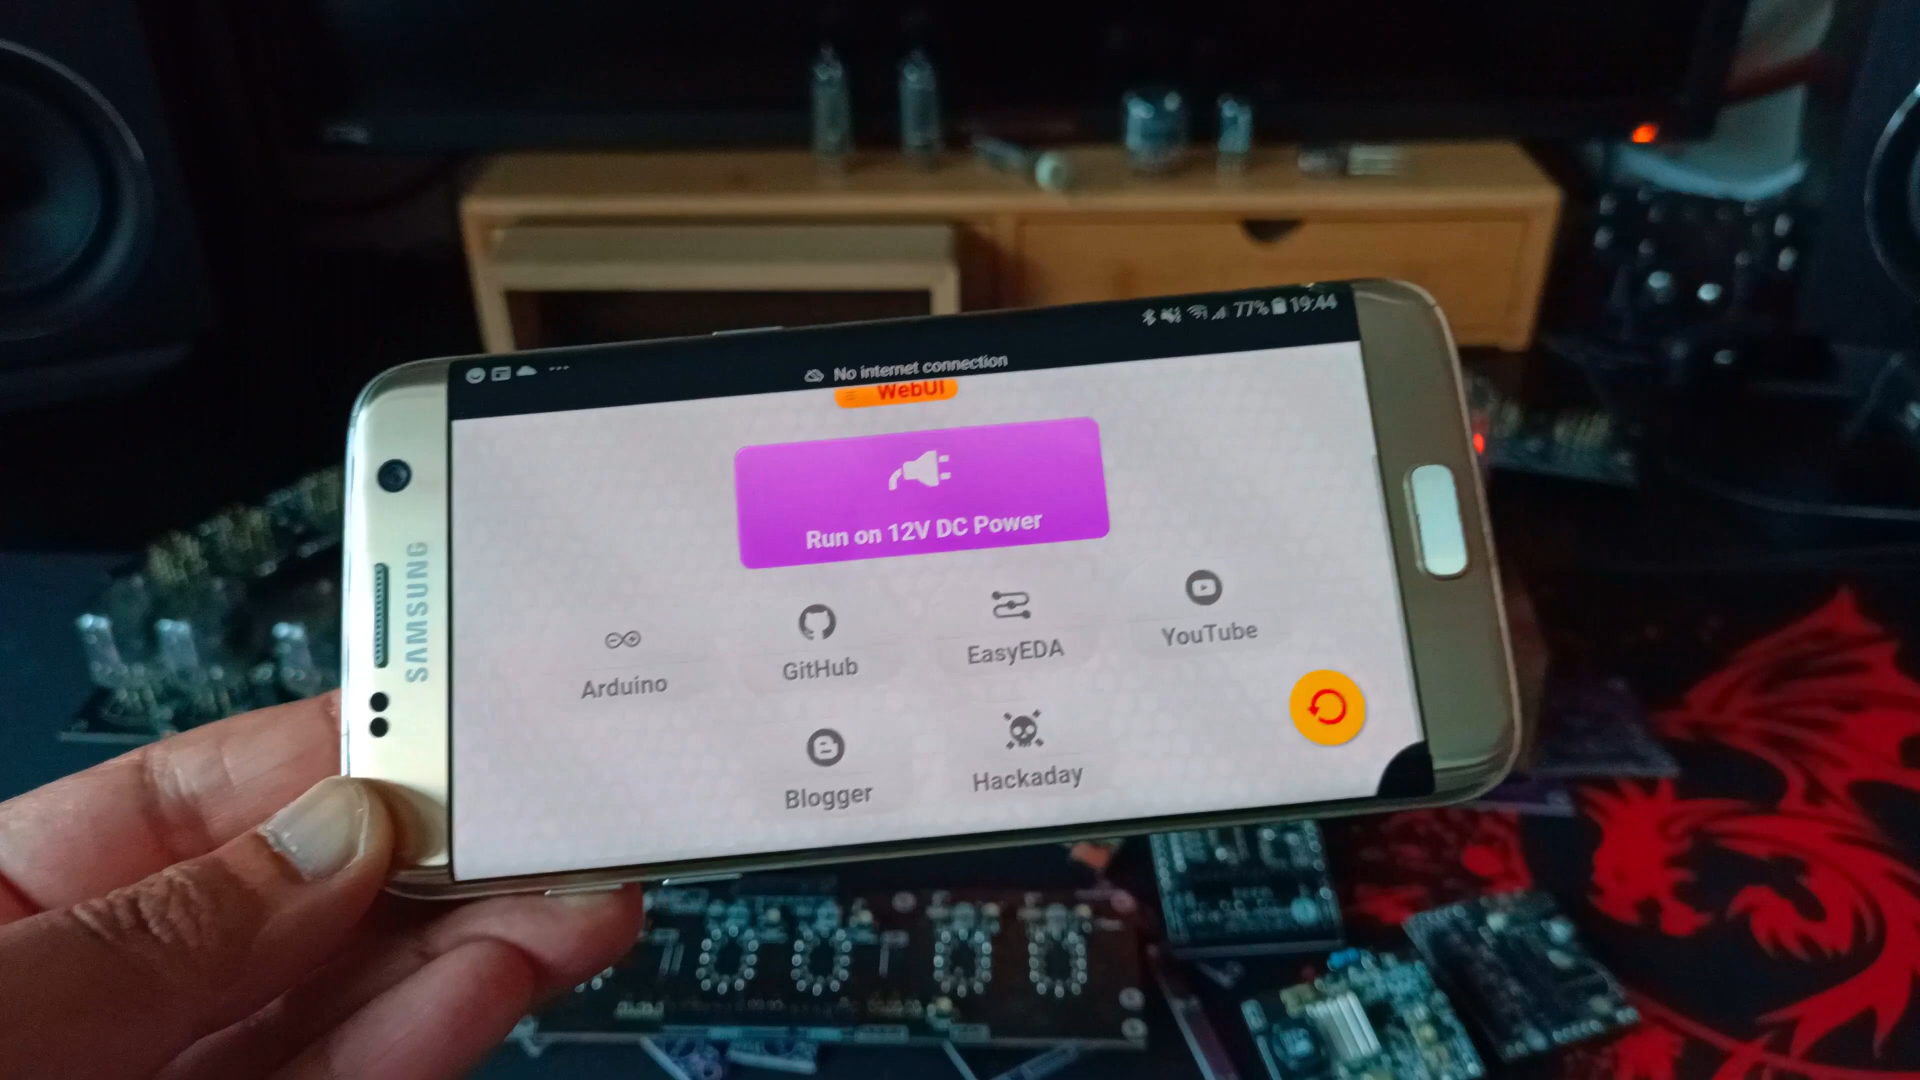 77% 19:44
No internet connection
WebUI
Run on 12V DC Power
SAMSUNG
Arduino
GitHub
EasyEDA
YouTube
Blogger
Hackaday